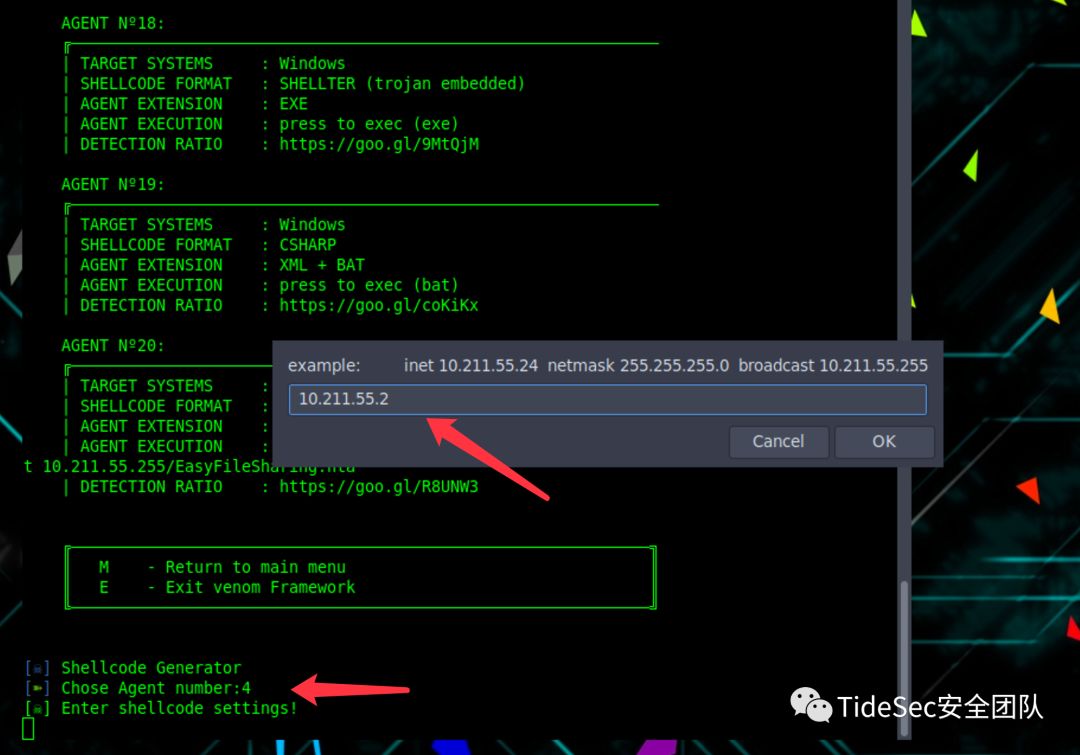 AGENT Nº18:
TARGET SYSTEMS : Windows
SHELLCODE FORMAT : SHELLTER (trojan embedded)
AGENT EXTENSION : EXE
AGENT EXECUTION : press to exec (exe)
DETECTION RATIO : https://goo.gl/9MtQjM
AGENT Nº19:
TARGET SYSTEMS : Windows
SHELLCODE FORMAT : CSHARP
AGENT EXTENSION : XML + BAT
AGENT EXECUTION : press to exec (bat)
DETECTION RATIO : https://goo.gl/coKiKx
AGENT Nº20:
TARGET SYSTEMS :
SHELLCODE FORMAT :
AGENT EXTENSION :
AGENT EXECUTION :
t 10.211.55.255/EasyFileSharing.hta
DETECTION RATIO : https://goo.gl/R8UNW3
example: inet 10.211.55.24 netmask 255.255.255.0 broadcast 10.211.55.255
10.211.55.2
Cancel OK
M - Return to main menu
E - Exit venom Framework
Shellcode Generator
Chose Agent number:4
Enter shellcode settings!
TideSec安全团队